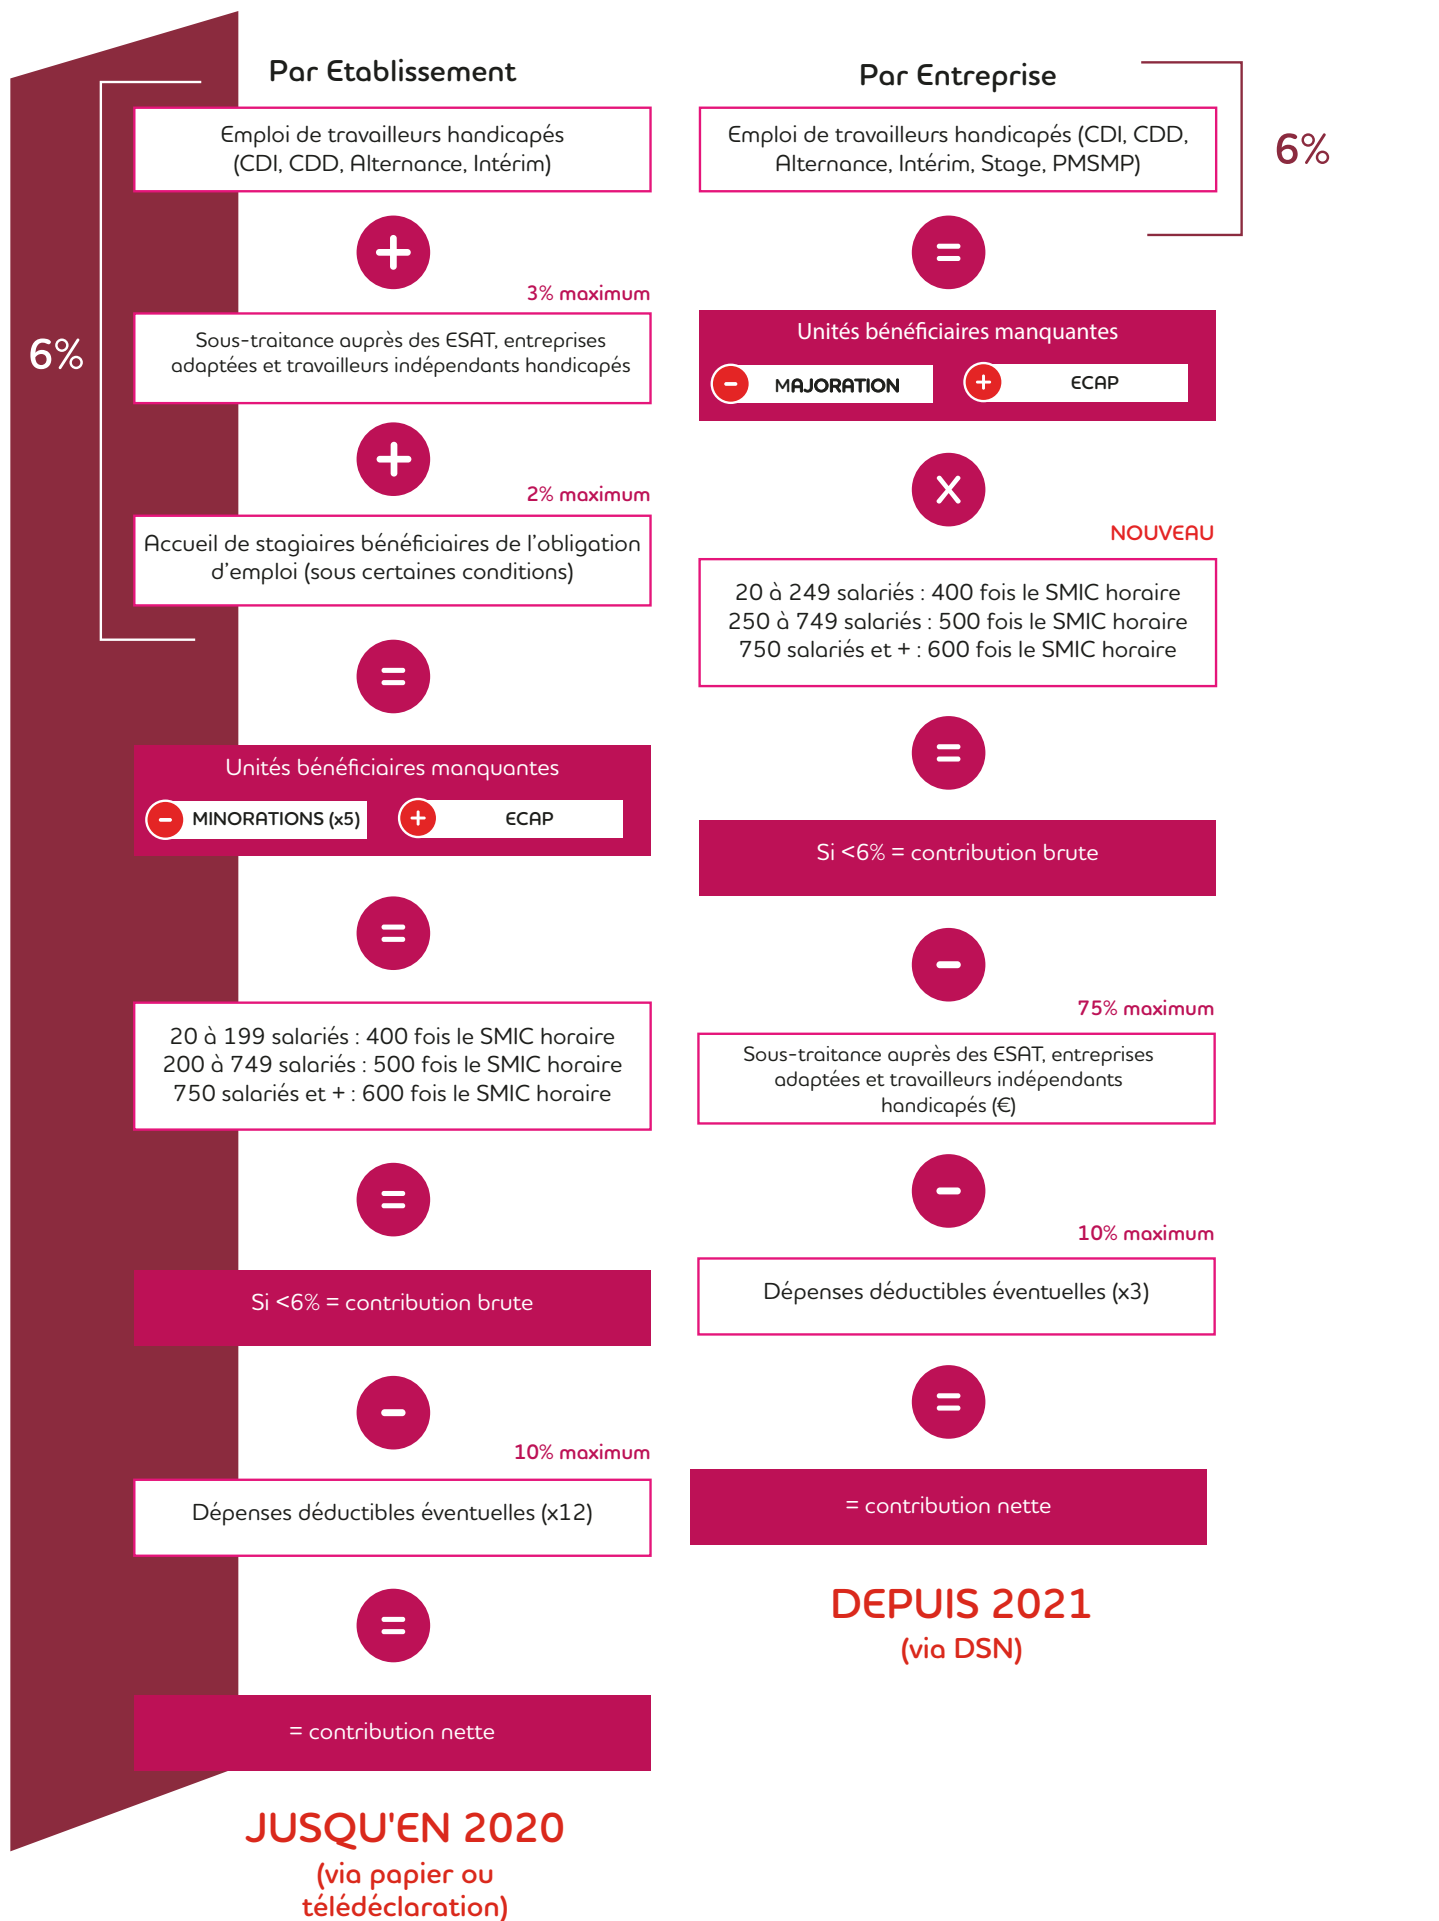 Par Etablissement
6%
Emploi de travailleurs handicapés
(CDI, CDD, Alternance, Intérim)
+
3% maximum
Sous-traitance auprès des ESAT, entreprises
adaptées et travailleurs indépendants handicapés
+
2% maximum
Accueil de stagiaires bénéficiaires de l'obligation
d'emploi (sous certaines conditions)
=
Unités bénéficiaires manquantes
- MINORATIONS (x5)
+ ECAP
=
20 à 199 salariés : 400 fois le SMIC horaire
200 à 749 salariés : 500 fois le SMIC horaire
750 salariés et + : 600 fois le SMIC horaire
=
Si <6% = contribution brute
-
10% maximum
Dépenses déductibles éventuelles (x12)
=
= contribution nette
JUSQU'EN 2020
(via papier ou
télédéclaration)
Par Entreprise
6%
Emploi de travailleurs handicapés (CDI, CDD,
Alternance, Intérim, Stage, PMSMP)
=
Unités bénéficiaires manquantes
- MAJORATION
+ ECAP
x
NOUVEAU
20 à 249 salariés : 400 fois le SMIC horaire
250 à 749 salariés : 500 fois le SMIC horaire
750 salariés et + : 600 fois le SMIC horaire
=
Si <6% = contribution brute
-
75% maximum
Sous-traitance auprès des ESAT, entreprises
adaptées et travailleurs indépendants
handicapés (€)
-
10% maximum
Dépenses déductibles éventuelles (x3)
=
= contribution nette
DEPUIS 2021
(via DSN)